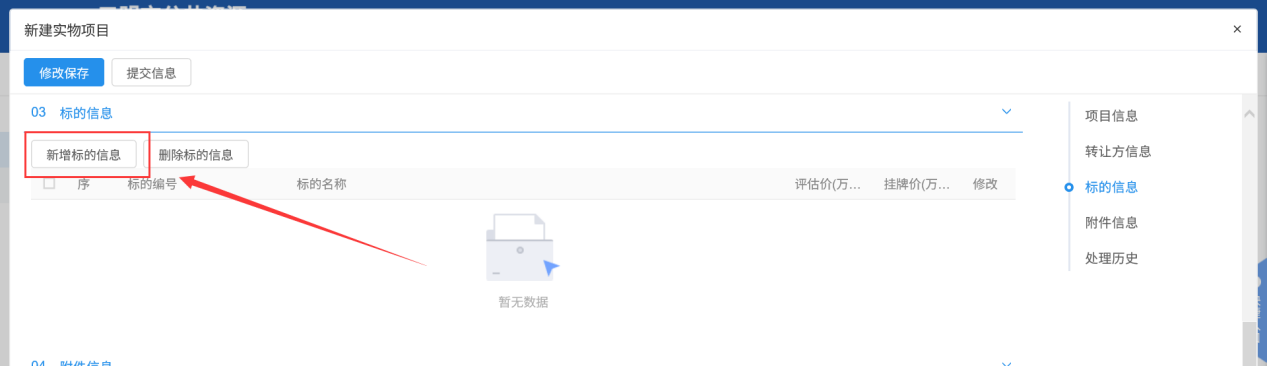 新建实物项目
×
修改保存 提交信息
03 标的信息
新增标的信息 删除标的信息
序 标的编号 标的名称 评估价(万... 挂牌价(万... 修改
暂无数据
04 附件信息
项目信息
转让方信息
标的信息
附件信息
处理历史